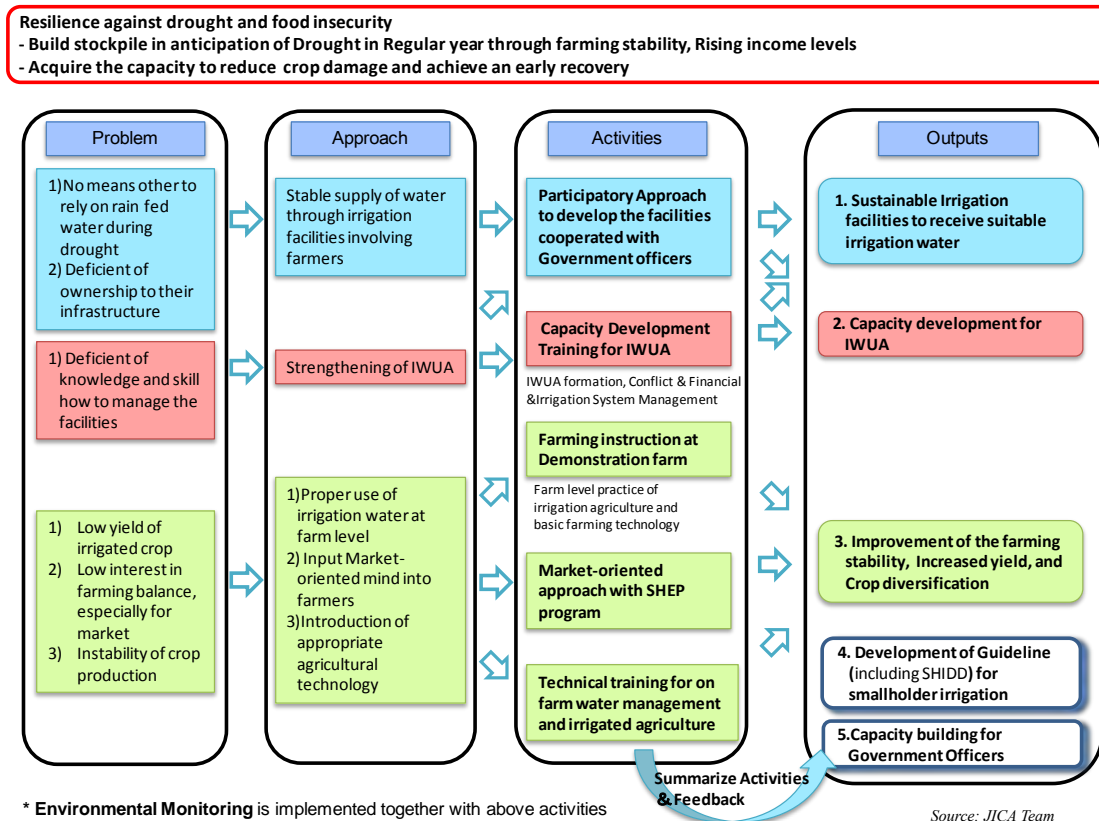 Resilience against drought and food insecurity
- Build stockpile in anticipation of Drought in Regular year through farming stability, Rising income levels
- Acquire the capacity to reduce crop damage and achieve an early recovery
Problem
1)No means other to
rely on rain fed
water during
drought
2) Deficient of
ownership to their
infrastructure
1) Deficient of
knowledge and skill
how to manage the
facilities
1) Low yield of
irrigated crop
2) Low interest in
farming balance,
especially for
market
3) Instability of crop
production
Approach
Stable supply of water
through irrigation
facilities involving
farmers
Strengthening of IWUA
1)Proper use of
irrigation water at
farm level
2) Input Market-
oriented mind into
farmers
3)Introduction of
appropriate
agricultural
technology
Activities
Participatory Approach
to develop the facilities
cooperated with
Government officers
Capacity Development
Training for IWUA
IWUA formation, Conflict & Financial
&Irrigation System Management
Farming instruction at
Demonstration farm
Farm level practice of
irrigation agriculture and
basic farming technology
Market-oriented
approach with SHEP
program
Technical training for on
farm water management
and irrigated agriculture
Outputs
1. Sustainable Irrigation
facilities to receive suitable
irrigation water
2. Capacity development for
IWUA
3. Improvement of the farming
stability, Increased yield, and
Crop diversification
4. Development of Guideline
(including SHIDD) for
smallholder irrigation
5.Capacity building for
Government Officers
Summarize Activities
& Feedback
* Environmental Monitoring is implemented together with above activities
Source: JICA Team